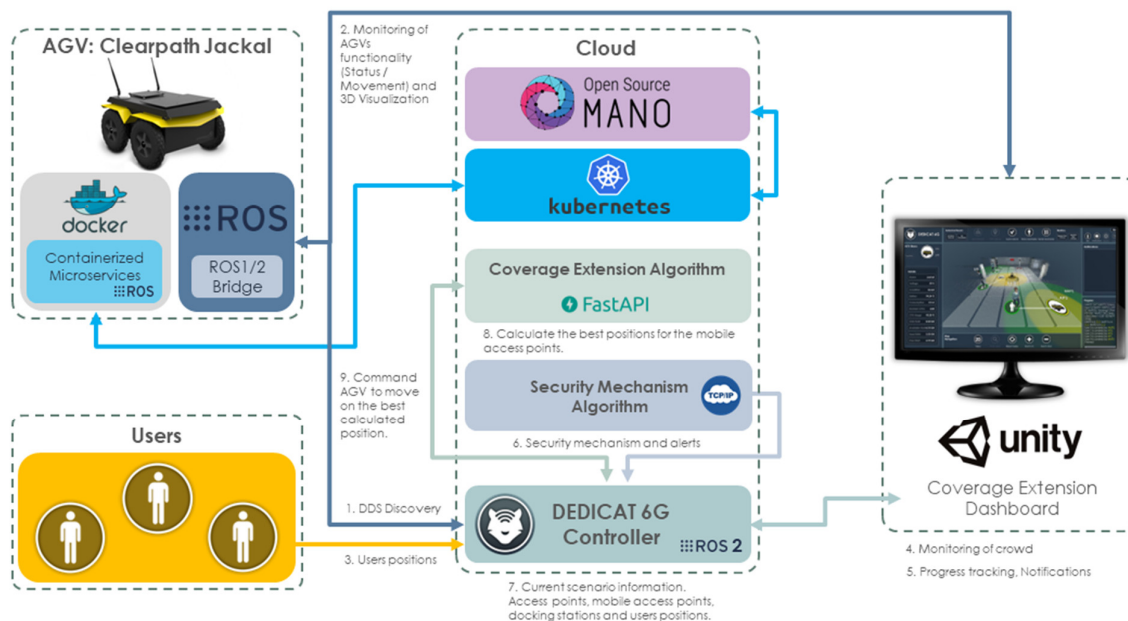 AGV: Clearpath Jackal
docker
Containerized
Microservices
ROS
ROS
ROS1/2
Bridge
2. Monitoring of
AGVs
functionality
(Status /
Movement) and
3D Visualization
Cloud
Open Source
MANO
kubernetes
Coverage Extension Algorithm
FastAPI
8. Calculate the best positions for the mobile
access points.
9. Command
AGV to move
on the best
calculated
position.
Security Mechanism
Algorithm
TCP/IP
6. Security mechanism and alerts
Users
1. DDS Discovery
3. Users positions
DEDICAT 6G
Controller
ROS 2
7. Current scenario information.
Access points, mobile access points,
docking stations and users positions.
DEDICAT 6G
unity
Coverage Extension
Dashboard
4. Monitoring of crowd
5. Progress tracking, Notifications